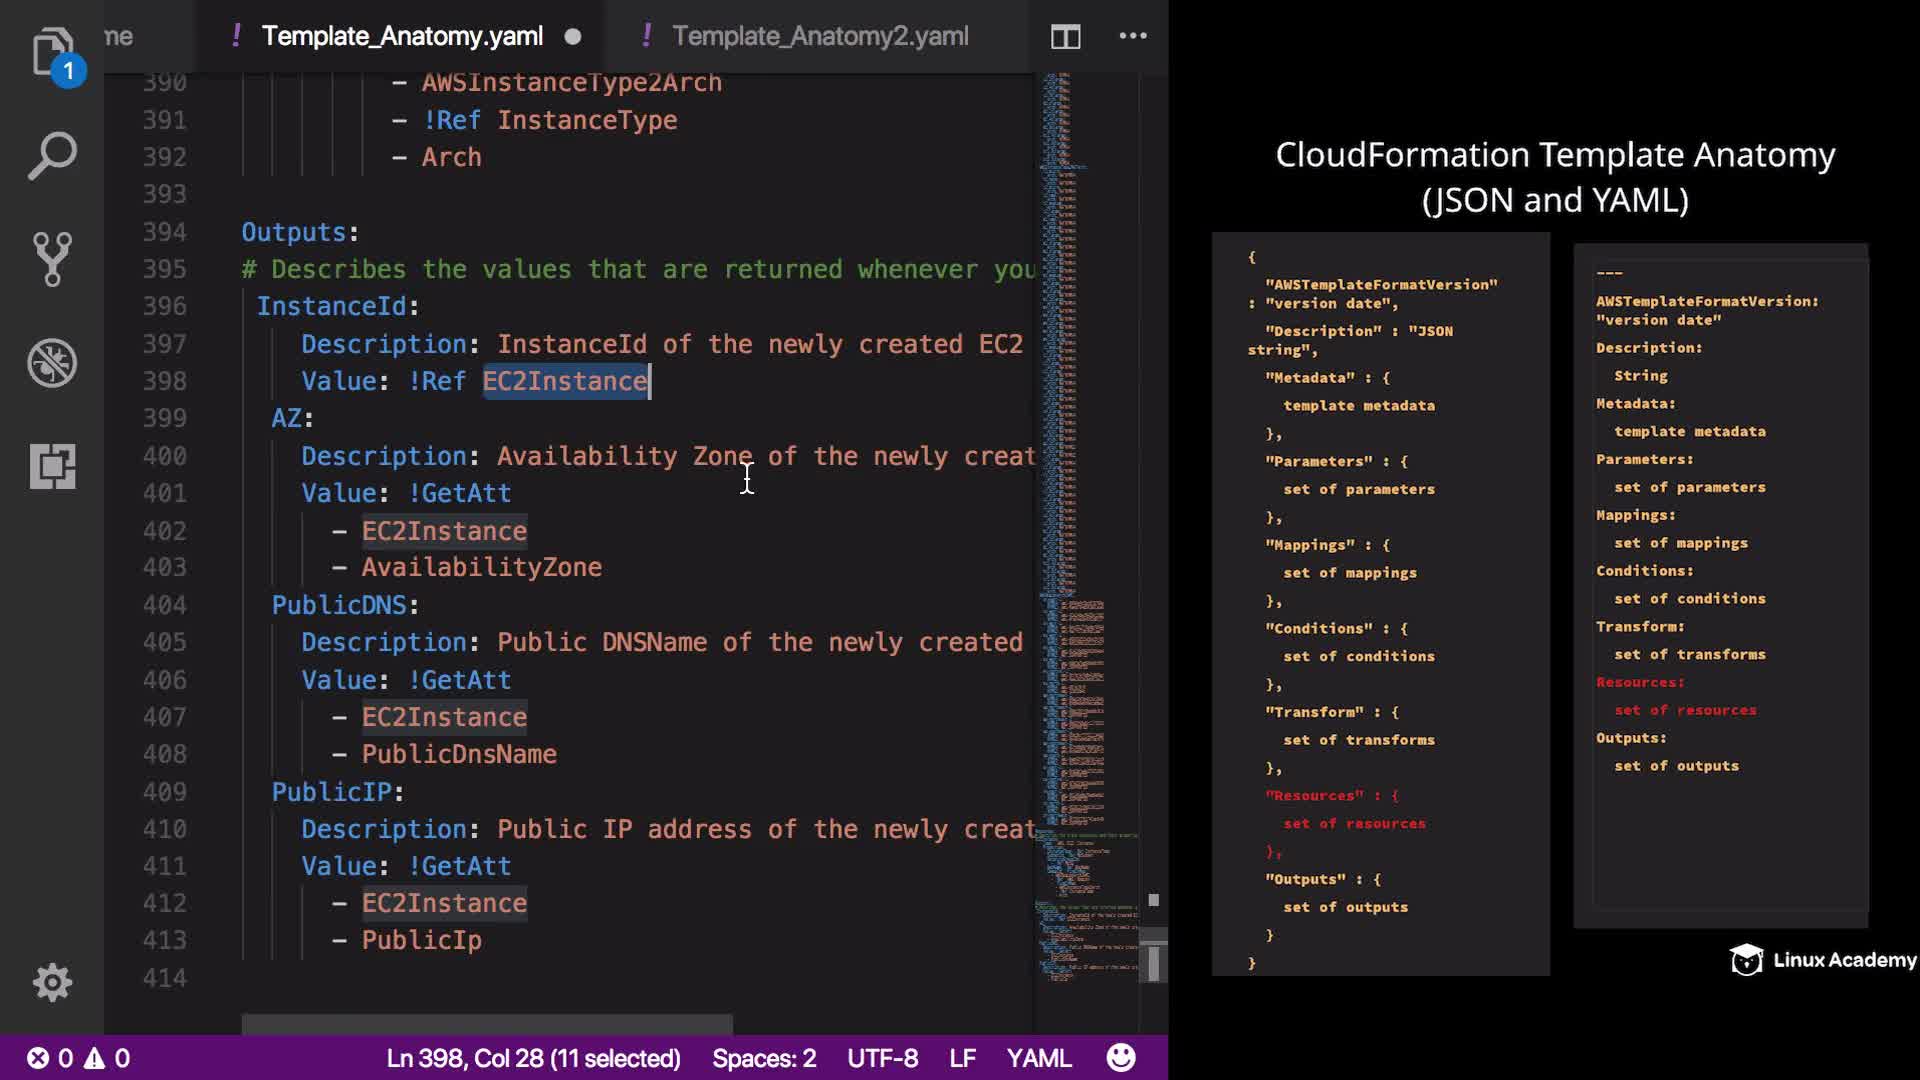 me
! Template_Anatomy.yaml
! Template_Anatomy2.yaml
1
390 - AWSInstanceType2Arch
391 - !Ref InstanceType
392 - Arch
393
394 Outputs:
395 # Describes the values that are returned whenever you
396 InstanceId:
397 Description: InstanceId of the newly created EC2
398 Value: !Ref EC2Instance
399 AZ:
400 Description: Availability Zone of the newly creat
401 Value: !GetAtt
402 - EC2Instance
403 - AvailabilityZone
404 PublicDNS:
405 Description: Public DNSName of the newly created
406 Value: !GetAtt
407 - EC2Instance
408 - PublicDnsName
409 PublicIP:
410 Description: Public IP address of the newly creat
411 Value: !GetAtt
412 - EC2Instance
413 - PublicIp
414
0 0
Ln 398, Col 28 (11 selected)
Spaces: 2
UTF-8
LF
YAML
CloudFormation Template Anatomy
(JSON and YAML)
{
"AWSTemplateFormatVersion"
: "version date",
"Description" : "JSON
string",
"Metadata" : {
template metadata
},
"Parameters" : {
set of parameters
},
"Mappings" : {
set of mappings
},
"Conditions" : {
set of conditions
},
"Transform" : {
set of transforms
},
"Resources" : {
set of resources
},
"Outputs" : {
set of outputs
}
}
---
AWSTemplateFormatVersion:
"version date"
Description:
String
Metadata:
template metadata
Parameters:
set of parameters
Mappings:
set of mappings
Conditions:
set of conditions
Transform:
set of transforms
Resources:
set of resources
Outputs:
set of outputs
Linux Academy